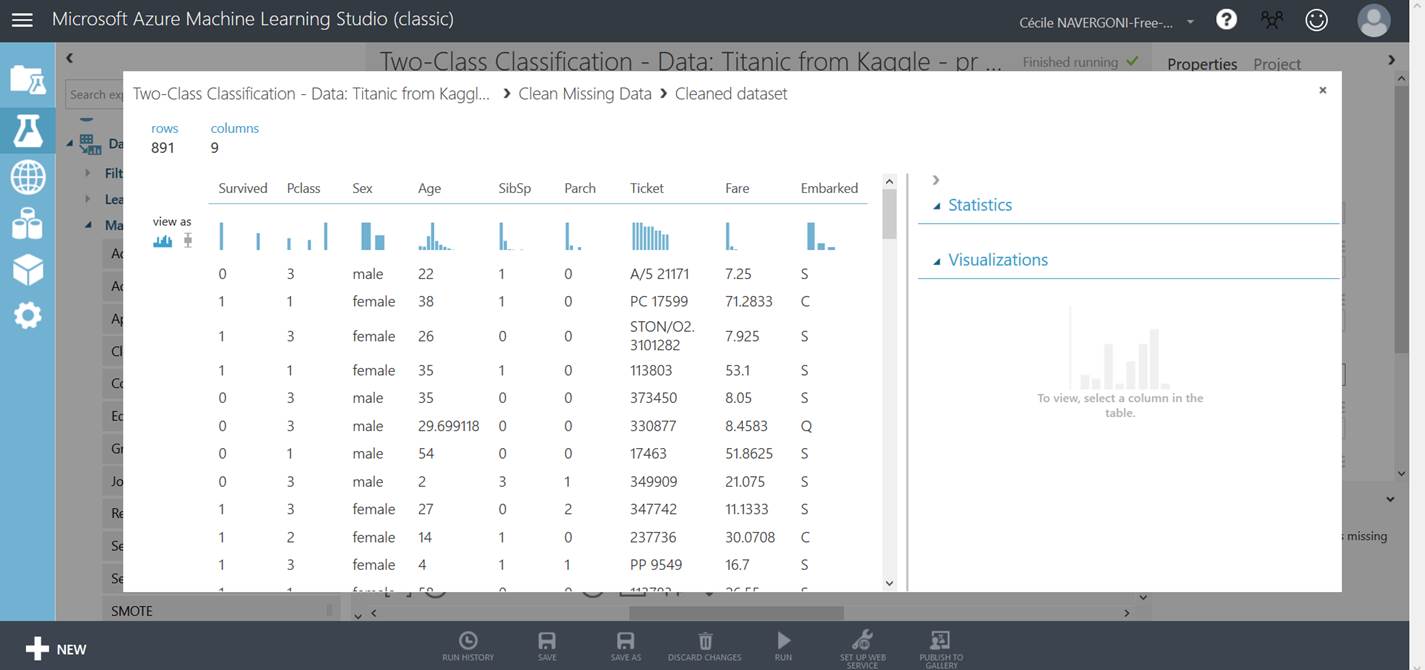 Microsoft Azure Machine Learning Studio (classic)
Cécile NAVERGONI-Free-...
Two-Class Classification - Data: Titanic from Kaggle - pr ...
Finished running
Properties Project
Search exp
Two-Class Classification - Data: Titanic from Kaggl... Clean Missing Data Cleaned dataset
×
rows columns
891 9
Survived Pclass Sex Age SibSp Parch Ticket Fare Embarked
view as
0 3 male 22 1 0 A/5 21171 7.25 S
1 1 female 38 1 0 PC 17599 71.2833 C
1 3 female 26 0 0 STON/O2. 3101282 7.925 S
1 1 female 35 1 0 113803 53.1 S
0 3 male 35 0 0 373450 8.05 S
0 3 male 29.699118 0 0 330877 8.4583 Q
0 1 male 54 0 0 17463 51.8625 S
0 3 male 2 3 1 349909 21.075 S
1 3 female 27 0 2 347742 11.1333 S
1 2 female 14 1 0 237736 30.0708 C
1 3 female 4 1 1 PP 9549 16.7 S
Statistics
Visualizations
To view, select a column in the
table.
Da
Filt
Lea
Ma
Ac
Ac
Ap
Cl
Co
Ed
Gr
Jo
Re
Se
Se
SMOTE
s missing
NEW
RUN HISTORY
SAVE
SAVE AS
DISCARD CHANGES
RUN
SET UP WEB
SERVICE
PUBLISH TO
GALLERY